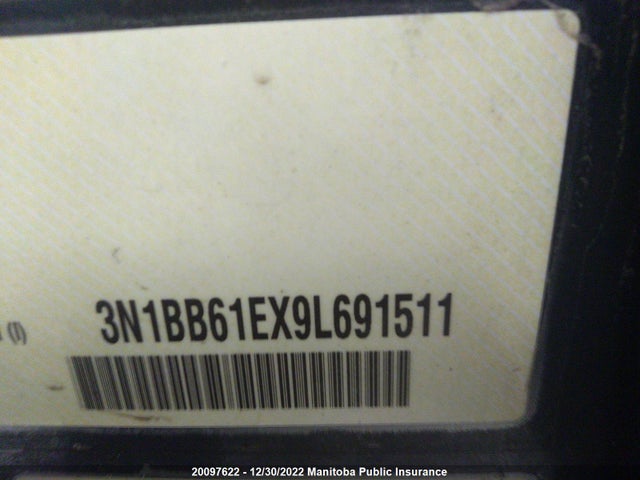 3N1BB61EX9L691511
(l)
20097622 - 12/30/2022 Manitoba Public Insurance